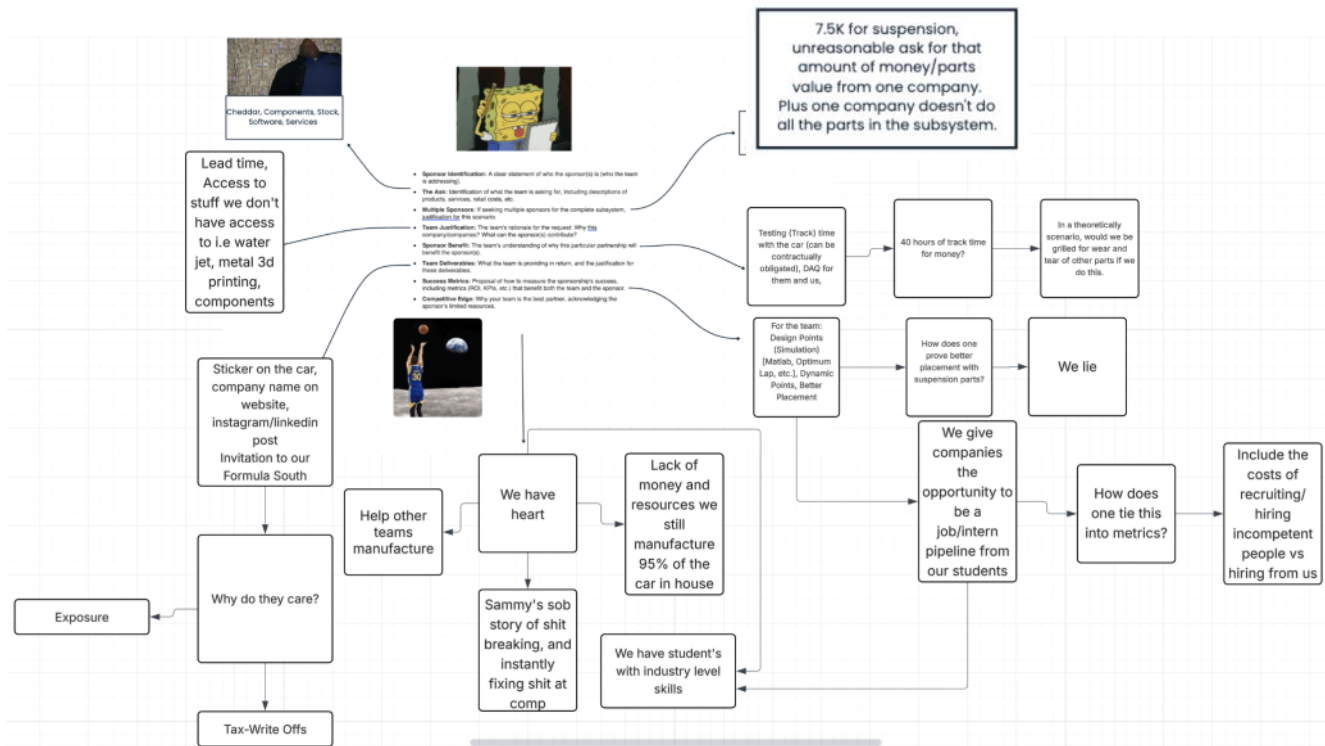 Cheddar, Components, Stock,
Software, Services
7.5K for suspension,
unreasonable ask for that
amount of money/parts
value from one company.
Plus one company doesn't do
all the parts in the subsystem.
Lead time,
Access to
stuff we don't
have access
to i.e water
jet, metal 3d
printing,
components
Sponsor Identification: A clear statement of who the sponsor(s) is (who the team
is addressing)
The Ask: Identification of what the team is asking for, including descriptions of
products, services, retail costs, etc.
Multiple Sponsors: If seeking multiple sponsors for the complete subsystem,
justification for this scenario.
Team Justification: The team's rationale for the request: Why this
company/companies? What can the sponsor(s) contribute?
Sponsor Benefit: The team's understanding of why this particular partnership will
benefit the sponsor(s).
Team Deliverables: What the team is providing in return, and the justification for
these deliverables.
Success Metrics: Proposal of how to measure the sponsorship's success,
including metrics (ROI, KPIs, etc.) that benefit both the team and the sponsor.
Competitive Edge: Why your team is the best partner, acknowledging the
sponsor's limited resources.
30
Testing (Track) time
with the car (can be
contractually
obligated), DAQ for
them and us,
40 hours of track time
for money?
In a theoretically
scenario, would we be
grilled for wear and
tear of other parts if we
do this.
For the team:
Design Points
(Simulation)
[Matlab, Optimum
Lap, etc.], Dynamic
Points, Better
Placement
How does one
prove better
placement with
suspension parts?
We lie
Sticker on the car,
company name on
website,
instagram/linkedin
post
Invitation to our
Formula South
Why do they care?
Exposure
Tax-Write Offs
We have
heart
Help other
teams
manufacture
Lack of
money and
resources we
still
manufacture
95% of the
car in house
Sammy's sob
story of shit
breaking, and
instantly
fixing shit at
comp
We have student's
with industry level
skills
We give
companies
the
opportunity to
be a
job/intern
pipeline from
our students
How does
one tie this
into metrics?
Include the
costs of
recruiting/
hiring
incompetent
people vs
hiring from us